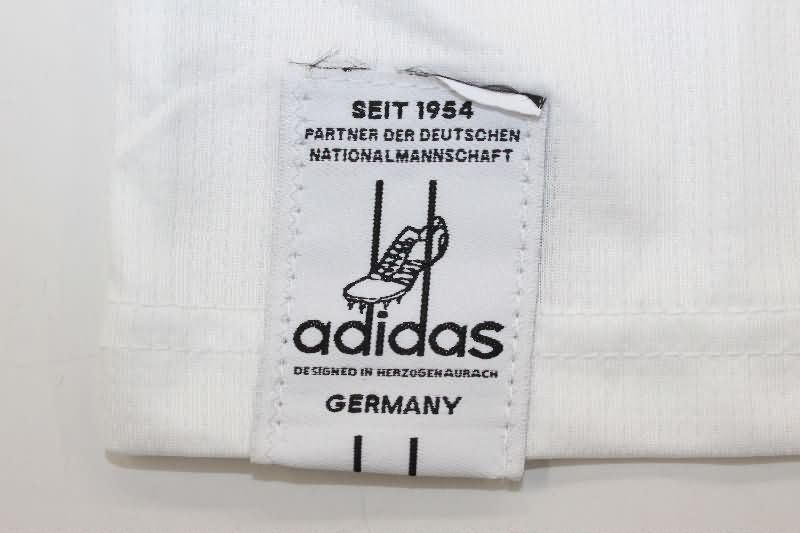 SEIT 1954
PARTNER DER DEUTSCHEN
NATIONALMANNSCHAFT
adidas
DESIGNED IN HERZOGENAURACH
GERMANY